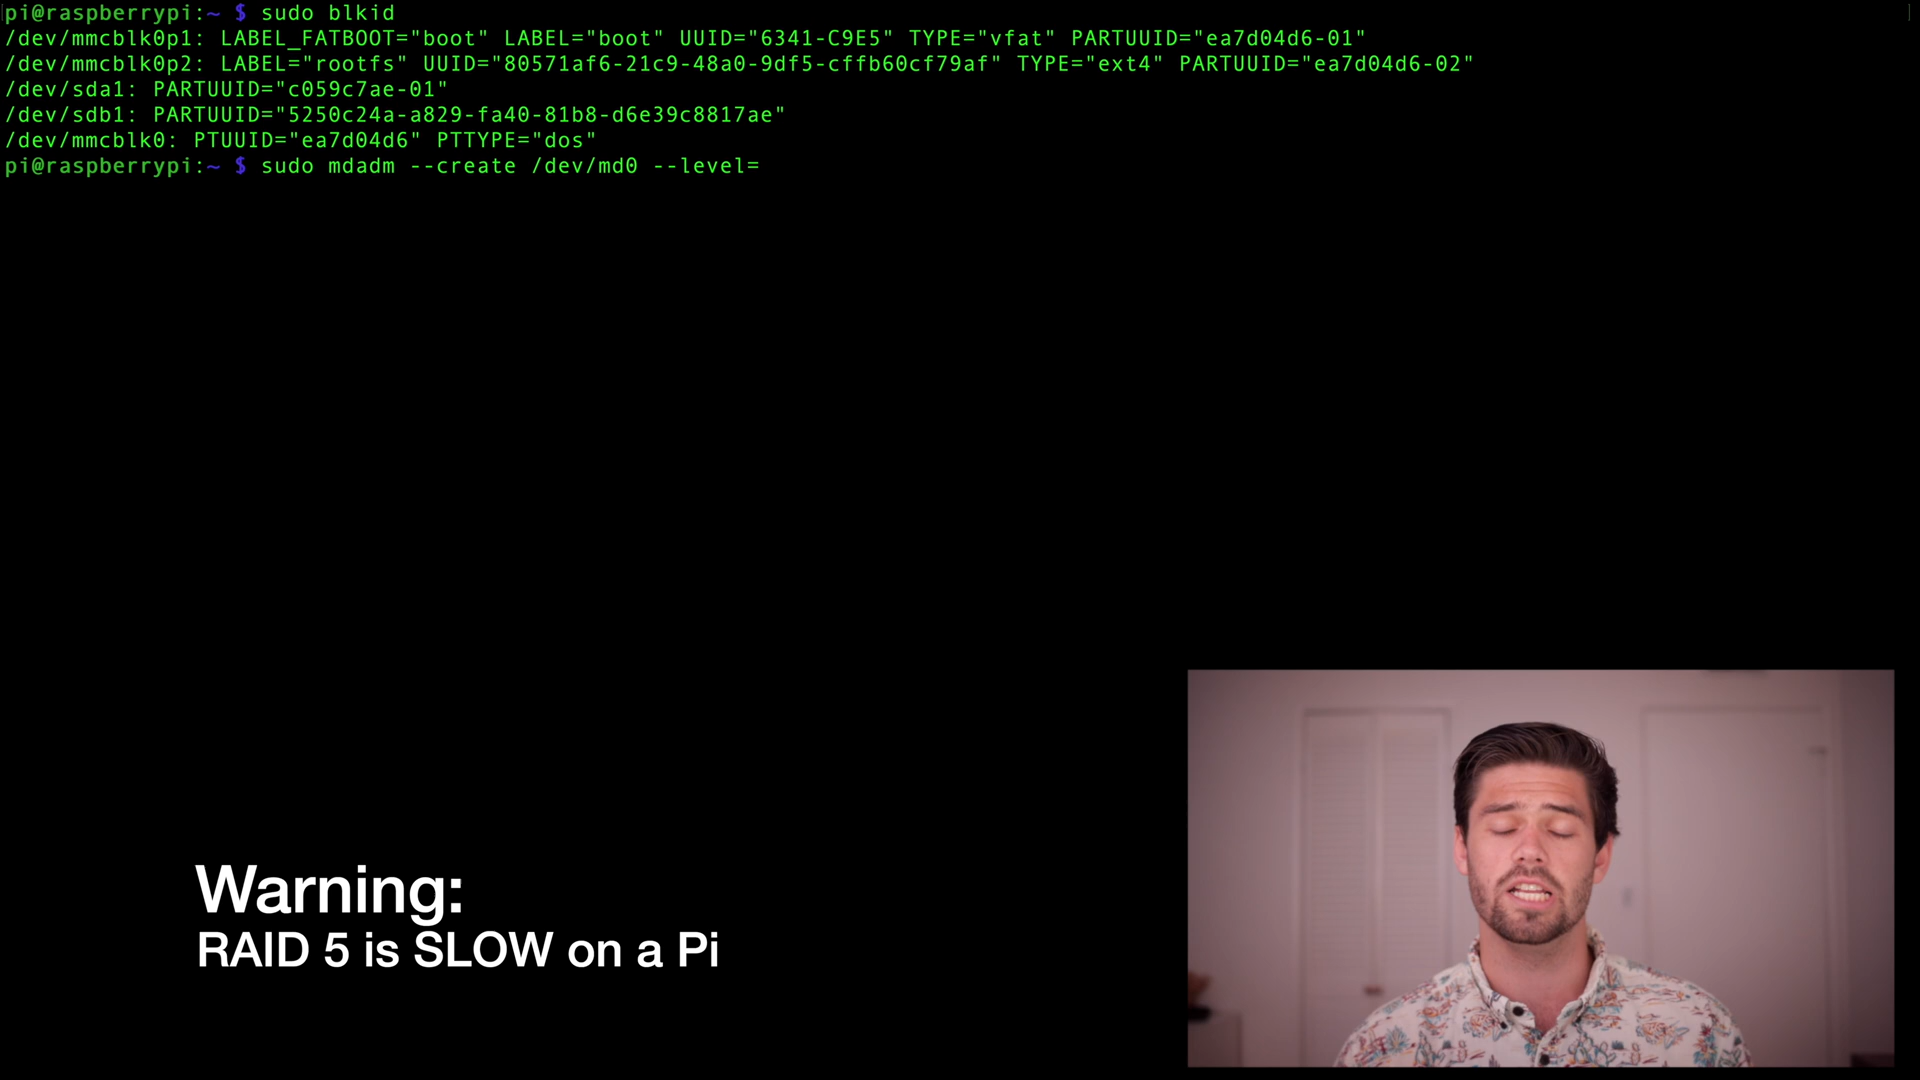 pi@raspberrypi:~ $ sudo blkid
/dev/mmcblk0p1: LABEL_FATBOOT="boot" LABEL="boot" UUID="6341-C9E5" TYPE="vfat" PARTUUID="ea7d04d6-01"
/dev/mmcblk0p2: LABEL="rootfs" UUID="80571af6-21c9-48a0-9df5-cffb60cf79af" TYPE="ext4" PARTUUID="ea7d04d6-02"
/dev/sda1: PARTUUID="c059c7ae-01"
/dev/sdb1: PARTUUID="5250c24a-a829-fa40-81b8-d6e39c8817ae"
/dev/mmcblk0: PTUUID="ea7d04d6" PTTYPE="dos"
pi@raspberrypi:~ $ sudo mdadm --create /dev/md0 --level=
Warning:
RAID 5 is SLOW on a Pi